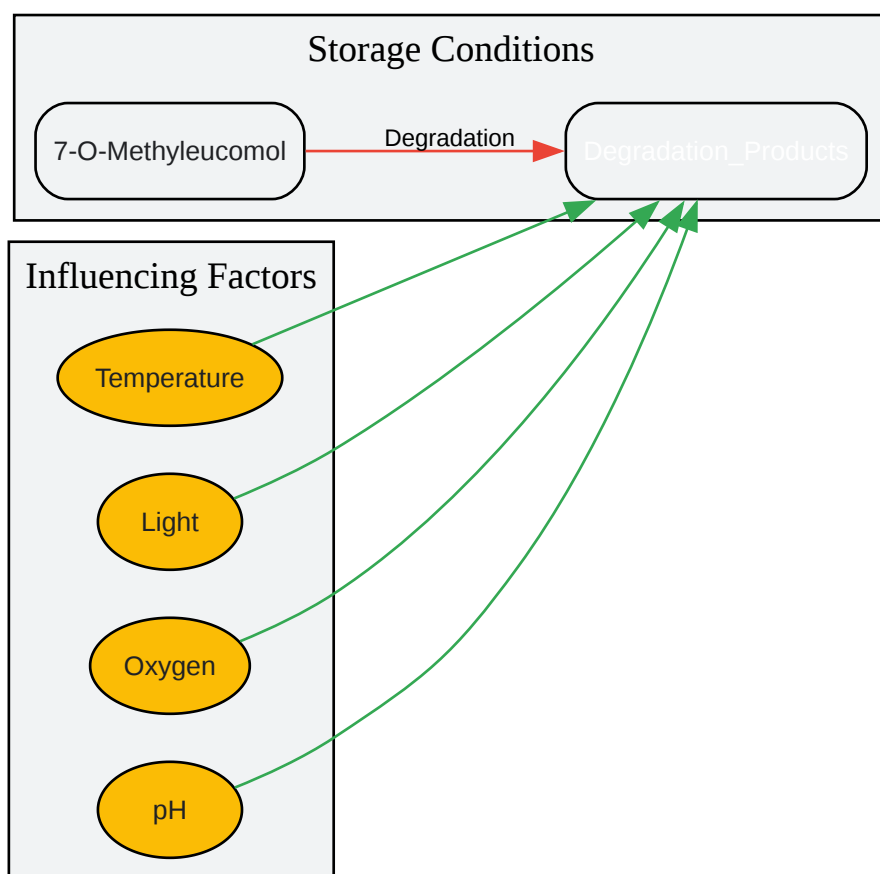 Storage Conditions
7-O-Methyleucomol
Degradation
Degradation_Products
Influencing Factors
Temperature
Light
Oxygen
pH